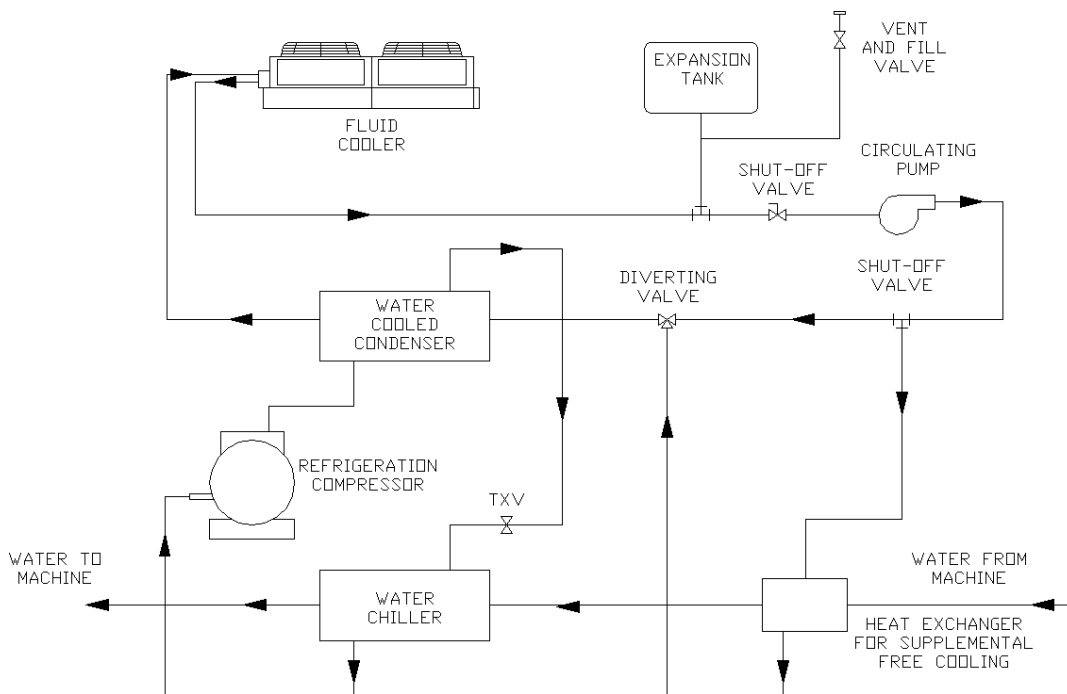 VENT
AND FILL
VALVE
EXPANSION
TANK
FLUID
COOLER
CIRCULATING
PUMP
SHUT-OFF
VALVE
SHUT-OFF
VALVE
DIVERTING
VALVE
WATER
COOLED
CONDENSER
REFRIGERATION
COMPRESSOR
TXV
WATER TO
MACHINE
WATER FROM
MACHINE
WATER
CHILLER
HEAT EXCHANGER
FOR SUPPLEMENTAL
FREE COOLING